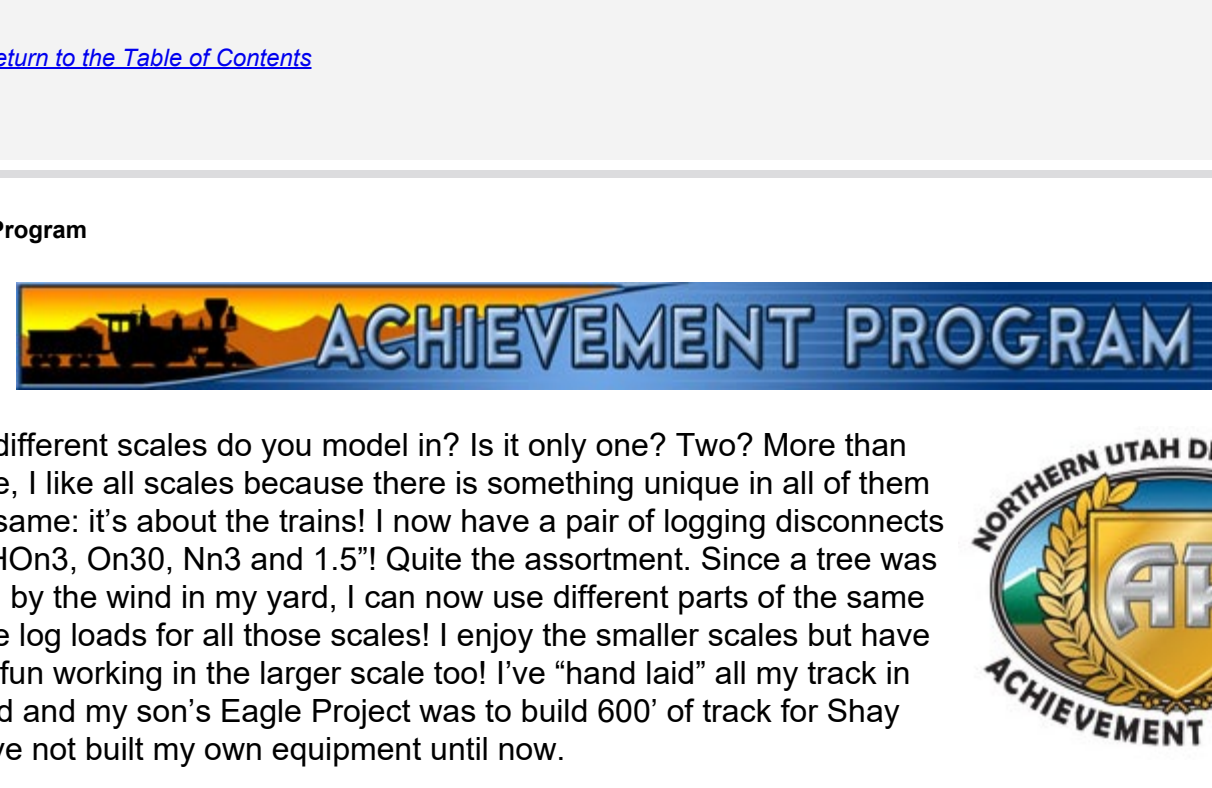 eturn to the Table of Contents
Program
ACHIEVEMENT PROGRAM
different scales do you model in? Is it only one? Two? More than
e, I like all scales because there is something unique in all of them
same: it’s about the trains! I now have a pair of logging disconnects
HOn3, On30, Nn3 and 1.5”! Quite the assortment. Since a tree was
by the wind in my yard, I can now use different parts of the same
e log loads for all those scales! I enjoy the smaller scales but have
fun working in the larger scale too! I’ve “hand laid” all my track in
d and my son’s Eagle Project was to build 600’ of track for Shay
ve not built my own equipment until now.
NORTHERN UTAH DI
AP
ACHIEVEMENT